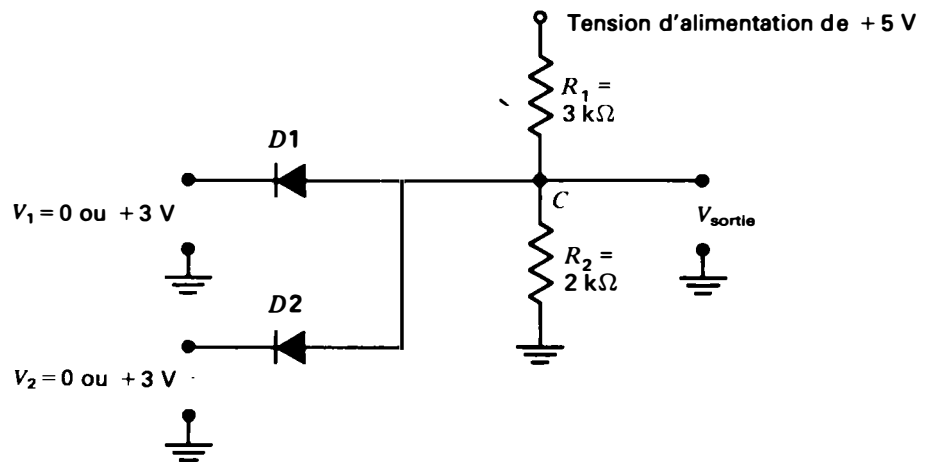 Tension d'alimentation de + 5 V
R₁ =
3 kΩ
D1
V₁ = 0 ou + 3 V
C
Vsortie
R₂ =
2 kΩ
D2
V₂ = 0 ou + 3 V